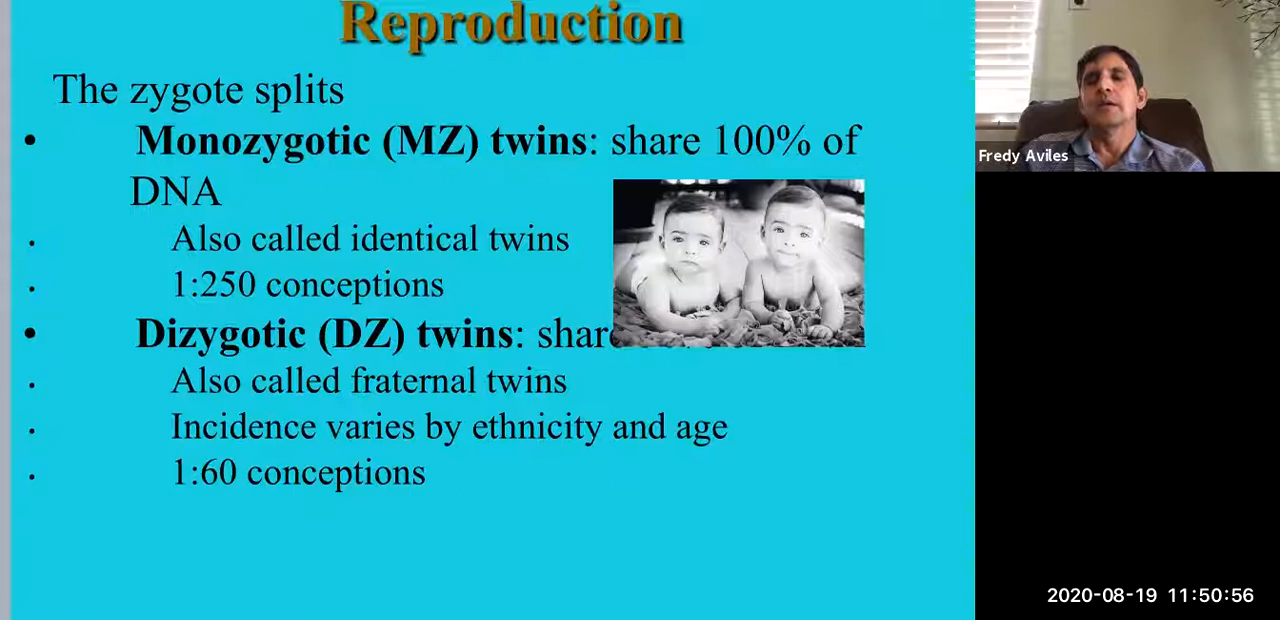 Reproduction
The zygote splits
• Monozygotic (MZ) twins: share 100% of
DNA
• Also called identical twins
• 1:250 conceptions
• Dizygotic (DZ) twins: share
• Also called fraternal twins
• Incidence varies by ethnicity and age
• 1:60 conceptions
Fredy Aviles
2020-08-19 11:50:56